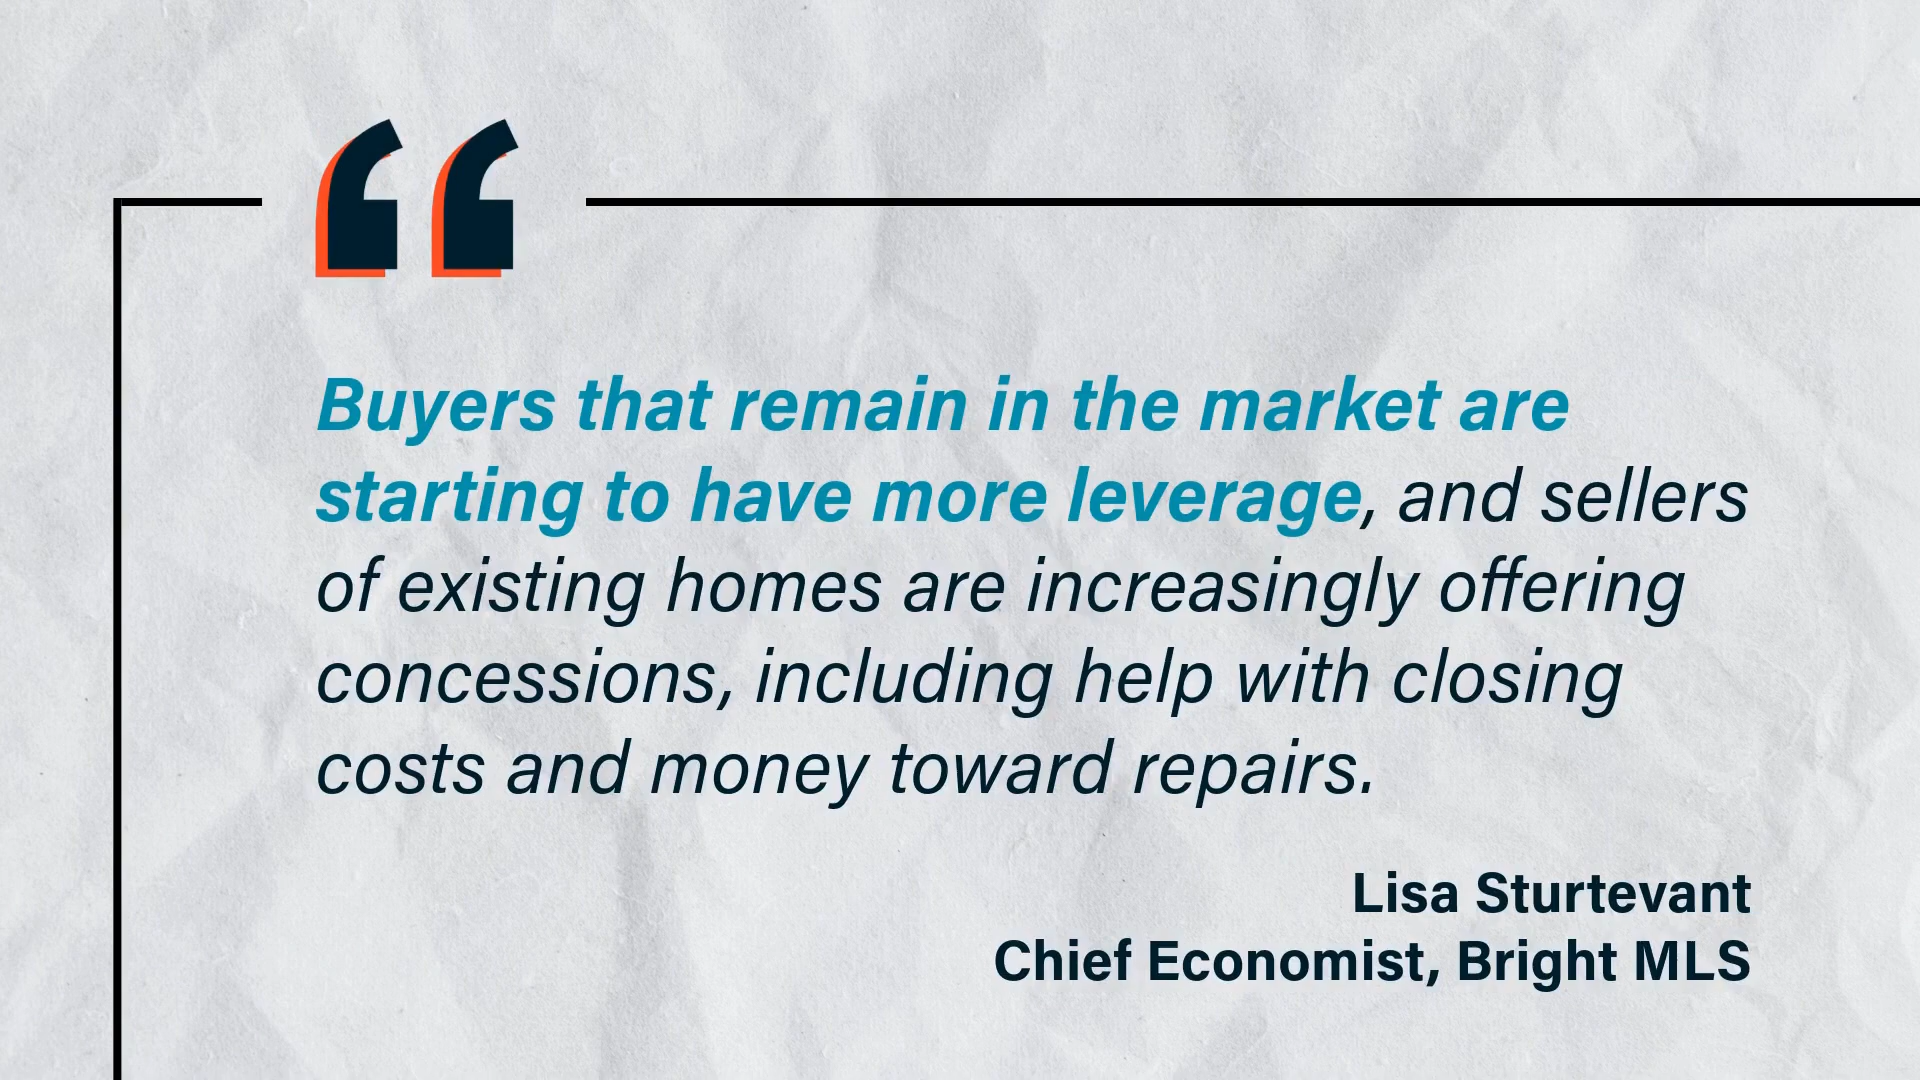 “
Buyers that remain in the market are
starting to have more leverage, and sellers
of existing homes are increasingly offering
concessions, including help with closing
costs and money toward repairs.
Lisa Sturtevant
Chief Economist, Bright MLS